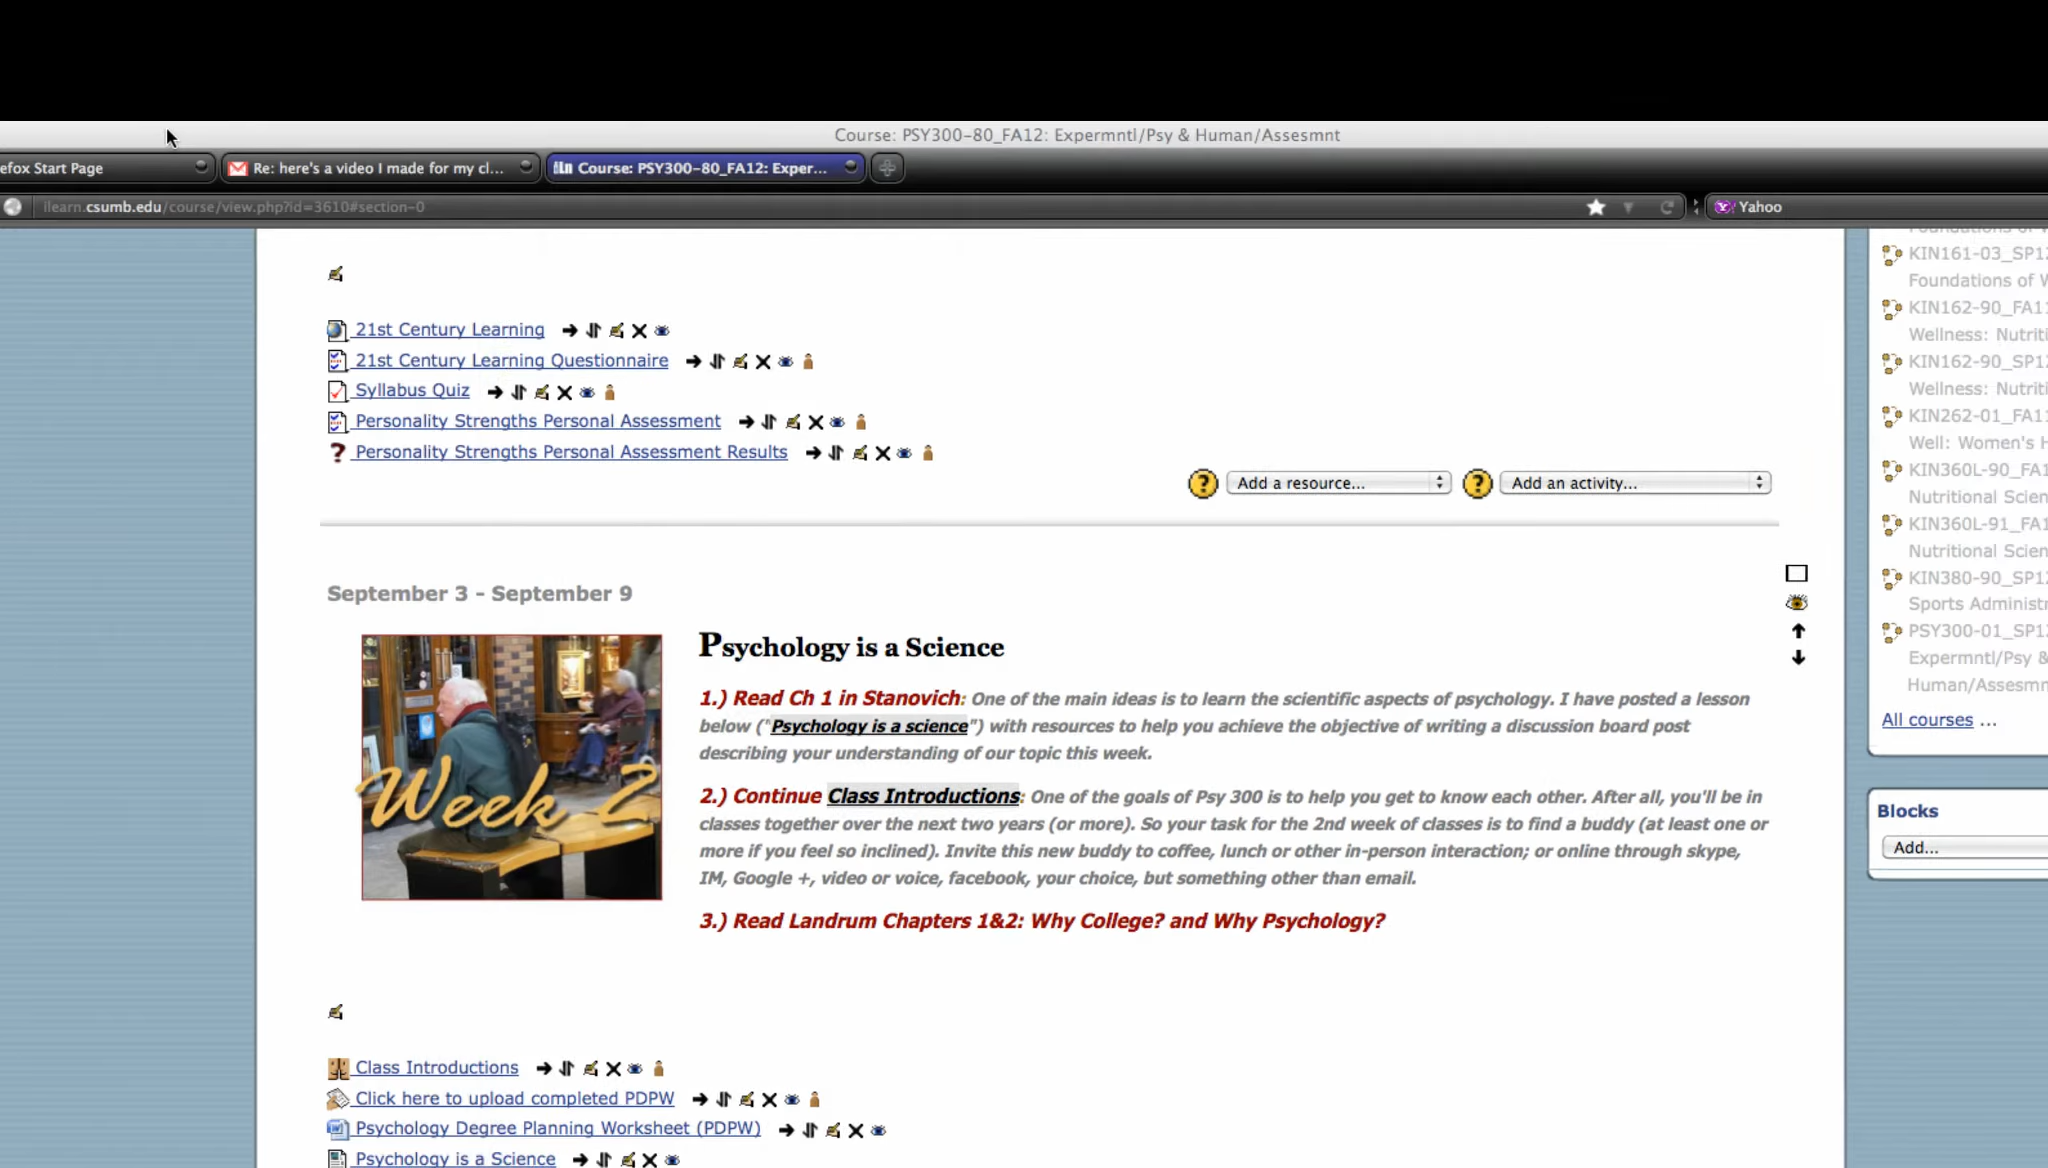 Course: PSY300-80_FA12: Expermntl/Psy & Human/Assesmnt
efox Start Page
Re: here's a video I made for my cl...
Course: PSY300-80_FA12: Exper...
ilearn.csumb.edu/course/view.php?id=3610#section-0
Yahoo
21st Century Learning
21st Century Learning Questionnaire
Syllabus Quiz
Personality Strengths Personal Assessment
Personality Strengths Personal Assessment Results
Add a resource...
Add an activity...
September 3 - September 9
Week 2
Psychology is a Science
1.) Read Ch 1 in Stanovich: One of the main ideas is to learn the scientific aspects of psychology. I have posted a lesson
below ("Psychology is a science") with resources to help you achieve the objective of writing a discussion board post
describing your understanding of our topic this week.
2.) Continue Class Introductions: One of the goals of Psy 300 is to help you get to know each other. After all, you'll be in
classes together over the next two years (or more). So your task for the 2nd week of classes is to find a buddy (at least one or
more if you feel so inclined). Invite this new buddy to coffee, lunch or other in-person interaction; or online through skype,
IM, Google +, video or voice, facebook, your choice, but something other than email.
3.) Read Landrum Chapters 1&2: Why College? and Why Psychology?
Class Introductions
Click here to upload completed PDPW
Psychology Degree Planning Worksheet (PDPW)
Psychology is a Science
KIN161-03_SP12
Foundations of W
KIN162-90_FA11
Wellness: Nutriti
KIN162-90_SP12
Wellness: Nutriti
KIN262-01_FA11
Well: Women's H
KIN360L-90_FA1
Nutritional Scien
KIN360L-91_FA1
Nutritional Scien
KIN380-90_SP12
Sports Administr
PSY300-01_SP12
Expermntl/Psy &
Human/Assesmn
All courses ...
Blocks
Add...